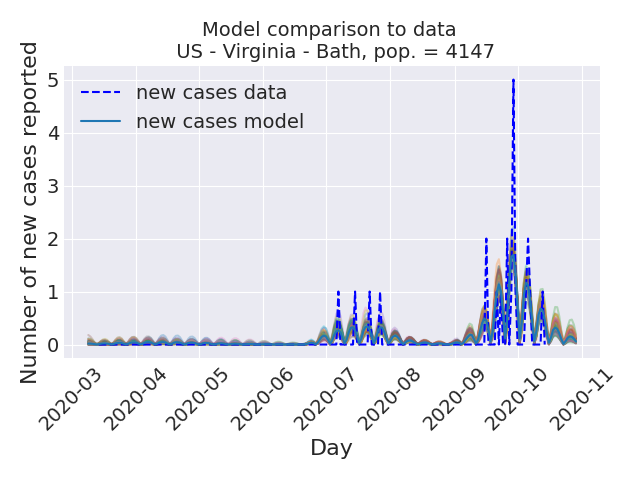 Model comparison to data
US - Virginia - Bath, pop. = 4147
new cases data
new cases model
Number of new cases reported
5
4
3
2
1
0
2020-03
2020-04
2020-05
2020-06
2020-07
2020-08
2020-09
2020-10
2020-11
Day